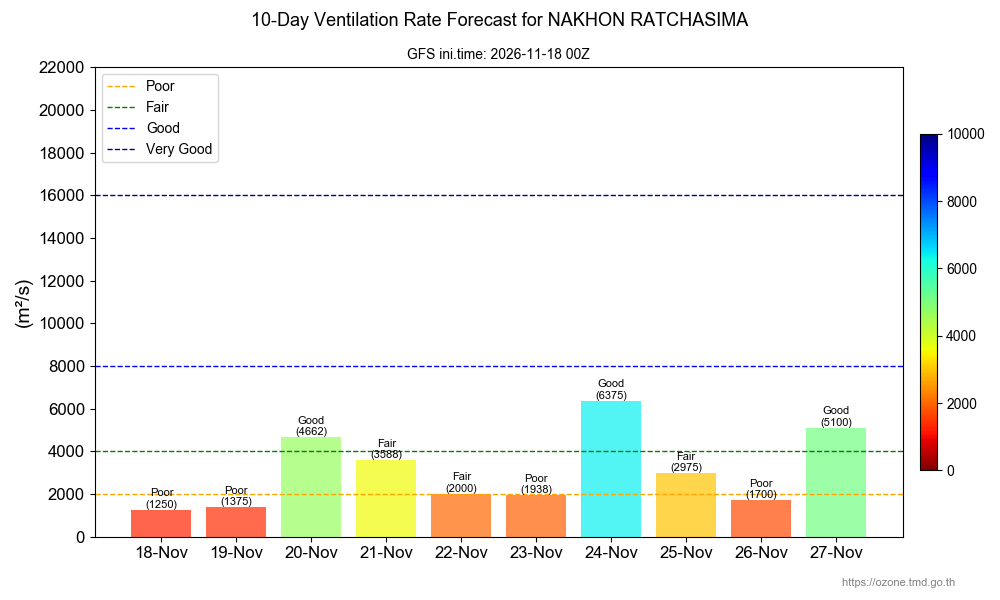 10-Day Ventilation Rate Forecast for NAKHON RATCHASIMA
GFS ini.time: 2026-11-18 00Z
(m²/s)
22000
20000
18000
16000
14000
12000
10000
8000
6000
4000
2000
0
Poor
Fair
Good
Very Good
Poor
(1250)
Poor
(1375)
Good
(4662)
Fair
(3588)
Fair
(2000)
Poor
(1938)
Good
(6375)
Fair
(2975)
Poor
(1700)
Good
(5100)
18-Nov 19-Nov 20-Nov 21-Nov 22-Nov 23-Nov 24-Nov 25-Nov 26-Nov 27-Nov
10000
8000
6000
4000
2000
0
https://ozone.tmd.go.th